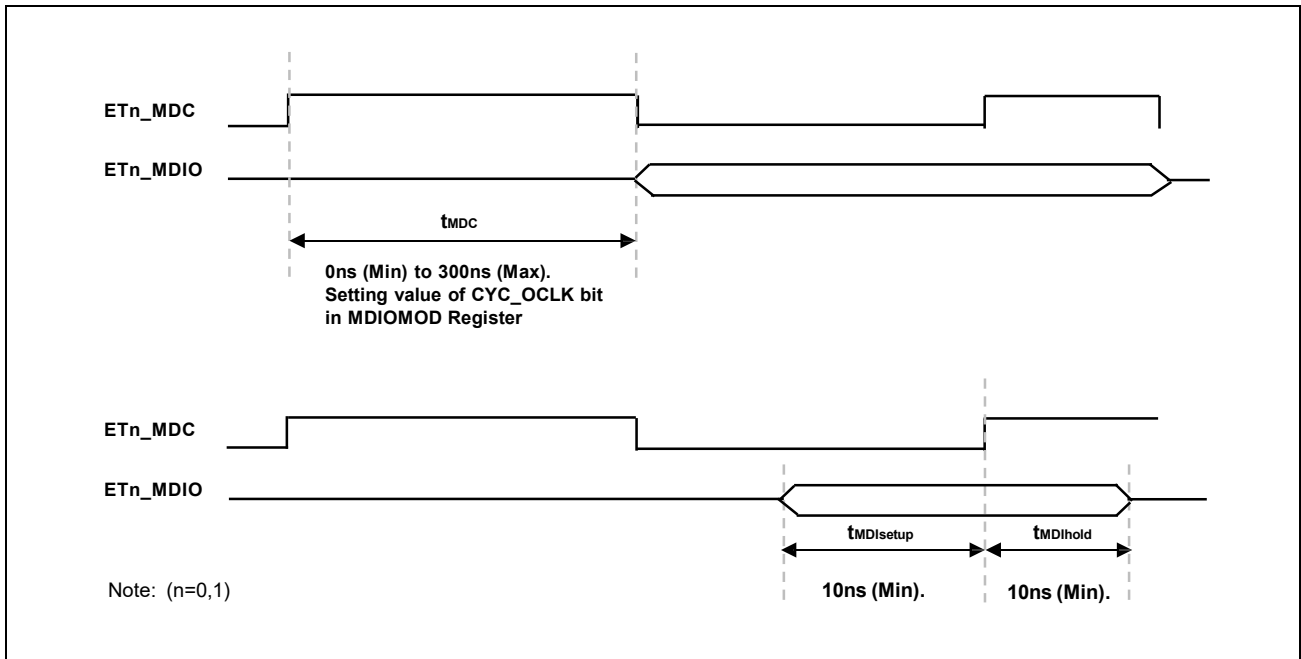 ETn_MDC
ETn_MDIO
tMDC
0ns (Min) to 300ns (Max).
Setting value of CYC_OCLK bit
in MDIOMOD Register
ETn_MDC
ETn_MDIO
tMDIsetup
tMDIhold
10ns (Min).
10ns (Min).
Note: (n=0,1)